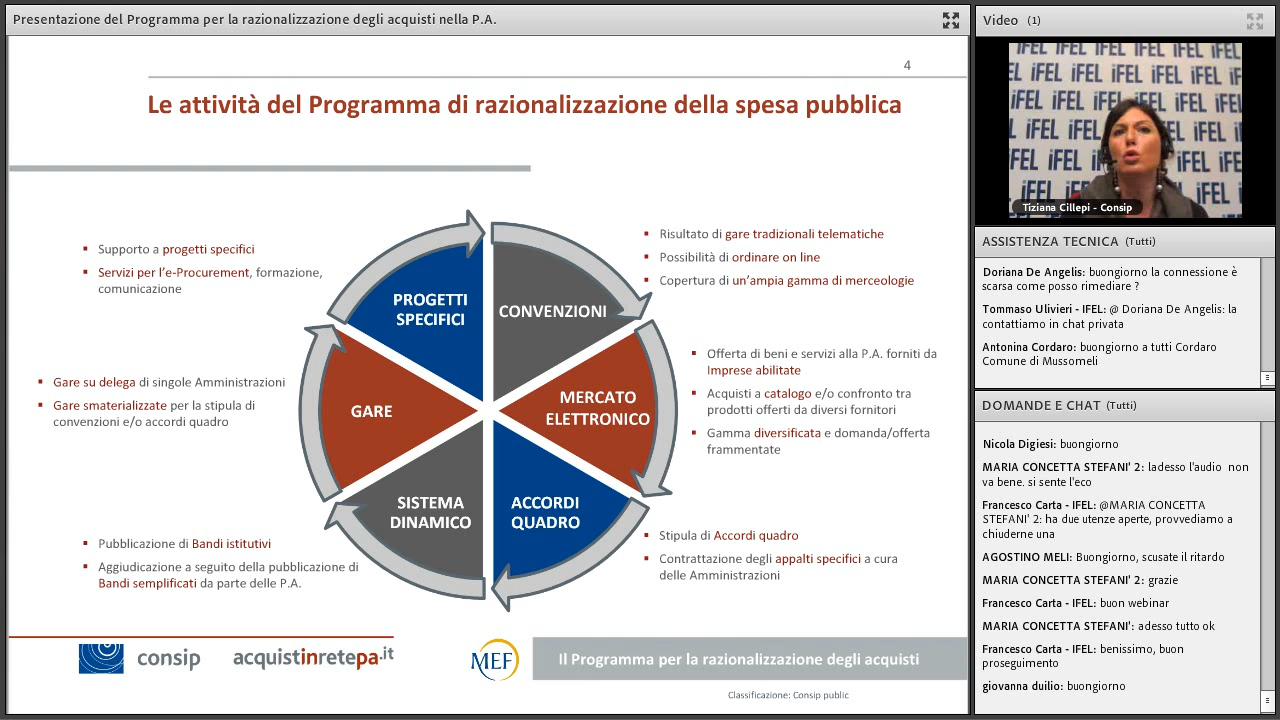 Presentazione del Programma per la razionalizzazione degli acquisti nella P.A.
4
Le attività del Programma di razionalizzazione della spesa pubblica
Supporto a progetti specifici
Servizi per l'e-Procurement, formazione,
comunicazione
Gare su delega di singole Amministrazioni
Gare smaterializzate per la stipula di
convenzioni e/o accordi quadro
Pubblicazione di Bandi istitutivi
Aggiudicazione a seguito della pubblicazione di
Bandi semplificati da parte delle P.A.
PROGETTI
SPECIFICI
CONVENZIONI
GARE
MERCATO
ELETTRONICO
SISTEMA
DINAMICO
ACCORDI
QUADRO
Risultato di gare tradizionali telematiche
Possibilità di ordinare on line
Copertura di un'ampia gamma di merceologie
Offerta di beni e servizi alla P.A. forniti da
Imprese abilitate
Acquisti a catalogo e/o confronto tra
prodotti offerti da diversi fornitori
Gamma diversificata e domanda/offerta
frammentate
Stipula di Accordi quadro
Contrattazione degli appalti specifici a cura
delle Amministrazioni
consip
acquistinretepa.it
MEF
Il Programma per la razionalizzazione degli acquisti
Classificazione: Consip public
Video (1)
iFEL iFEL iFEL iFEL
Tiziana Cillepi - Consip
ASSISTENZA TECNICA (Tutti)
Doriana De Angelis: buongiorno la connessione è
scarsa come posso rimediare ?
Tommaso Ulivieri - IFEL: @ Doriana De Angelis: la
contattiamo in chat privata
Antonina Cordaro: buongiorno a tutti Cordaro
Comune di Mussomeli
DOMANDE E CHAT (Tutti)
Nicola Digiesi: buongiorno
MARIA CONCETTA STEFANI' 2: ladesso l'audio non
va bene. si sente l'eco
Francesco Carta - IFEL: @MARIA CONCETTA
STEFANI' 2: ha due utenze aperte, provvediamo a
chiuderne una
AGOSTINO MELI: Buongiorno, scusate il ritardo
MARIA CONCETTA STEFANI' 2: grazie
Francesco Carta - IFEL: buon webinar
MARIA CONCETTA STEFANI': adesso tutto ok
Francesco Carta - IFEL: benissimo, buon
proseguimento
giovanna duilio: buongiorno